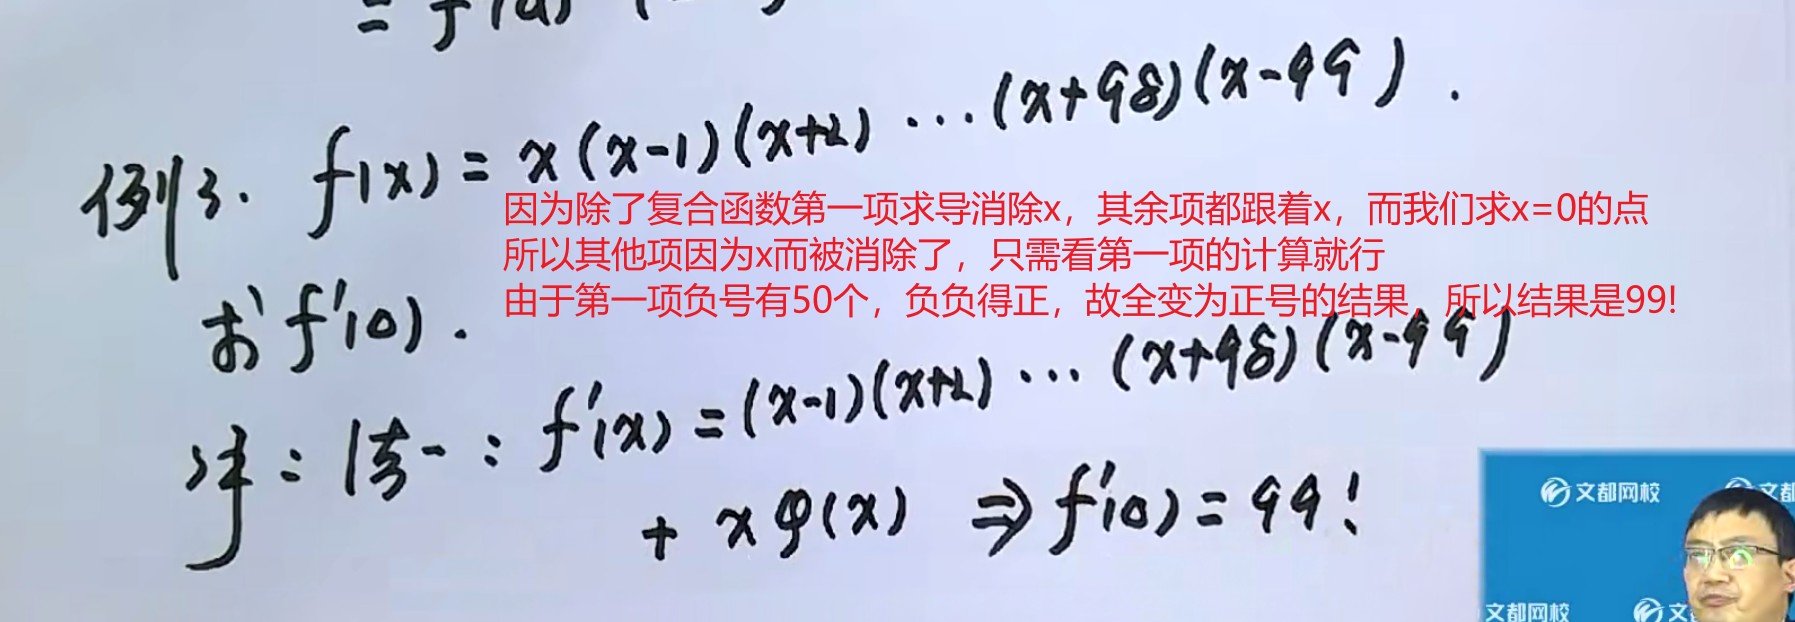 = f'(a)
例3. f(x) = x(x-1)(x+2) ··· (x+98)(x-99).
因为除了复合函数第一项求导消除x，其余项都跟着x，而我们求x=0的点
所以其他项因为x而被消除了，只需看第一项的计算就行
由于第一项负号有50个，负负得正，故全变为正号的结果，所以结果是99!
求f'(0).
解：法一：f'(x) = (x-1)(x+2) ··· (x+98)(x-99)
+ xφ(x) ⇒ f'(0) = 99!
文都网校
文都
文都网校
文